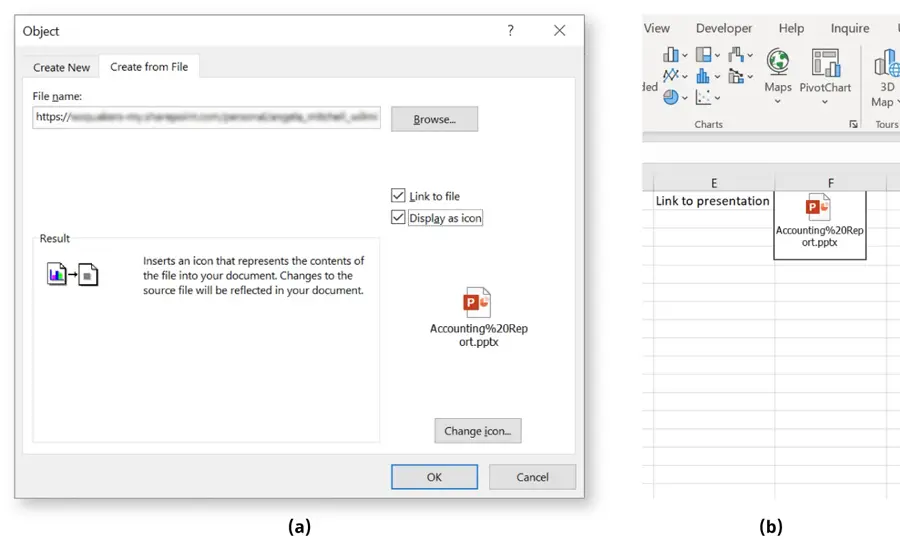 Object
?
Create New
Create from File
File name:
https://
Browse...
Link to file
Display as icon
Result
Inserts an icon that represents the contents of
the file into your document. Changes to the
source file will be reflected in your document.
P
Accounting%20Rep
ort.pptx
Change icon...
OK
Cancel
(a)
View Developer Help Inquire
Maps PivotChart 3D
Map
Charts
Tours
E F
Link to presentation
P
Accounting%20Rep
ort.pptx
(b)